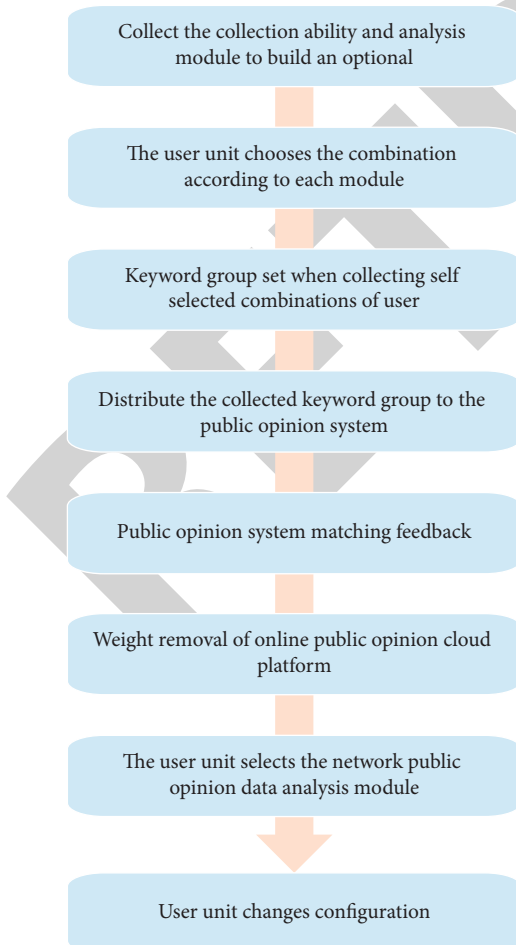 Collect the collection ability and analysis
module to build an optional
The user unit chooses the combination
according to each module
Keyword group set when collecting self
selected combinations of user
Distribute the collected keyword group to the
public opinion system
Public opinion system matching feedback
Weight removal of online public opinion cloud
platform
The user unit selects the network public
opinion data analysis module
User unit changes configuration